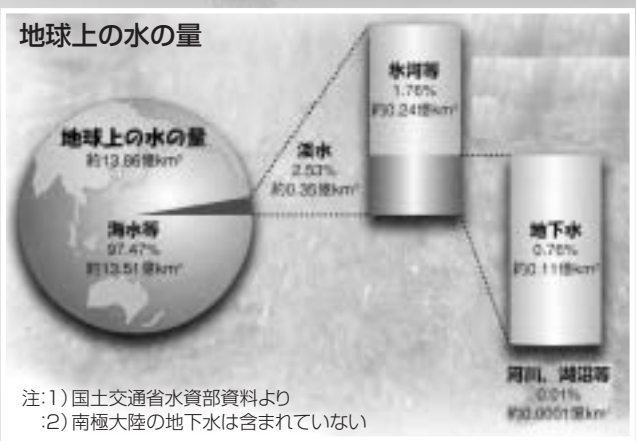 地球上の水の量
地球上の水の量
約13.86億km³
海水等
97.47%
約13.51億km³
淡水
2.53%
約0.35億km³
氷河等
1.76%
約0.24億km³
地下水
0.76%
約0.11億km³
河川、湖沼等
0.01%
約0.0001億km³
注:1)国土交通省水資部資料より
:2)南極大陸の地下水は含まれていない